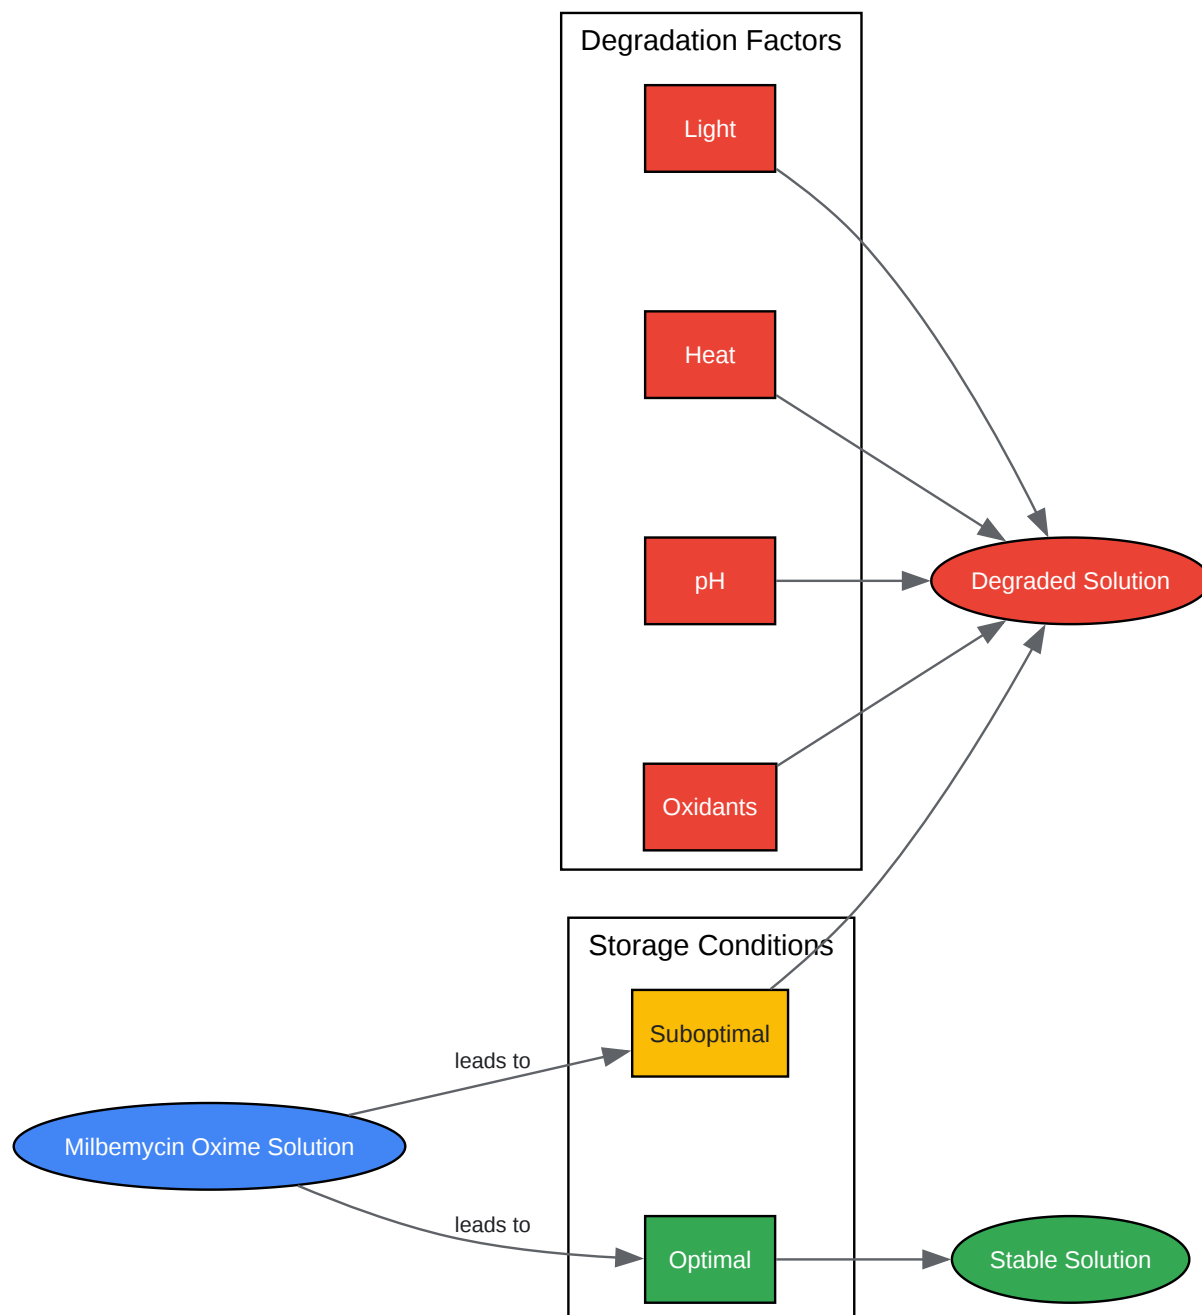 Degradation Factors
Light
Heat
pH
Degraded Solution
Oxidants
Storage Conditions
Suboptimal
leads to
Milbemycin Oxime Solution
leads to
Optimal
Stable Solution